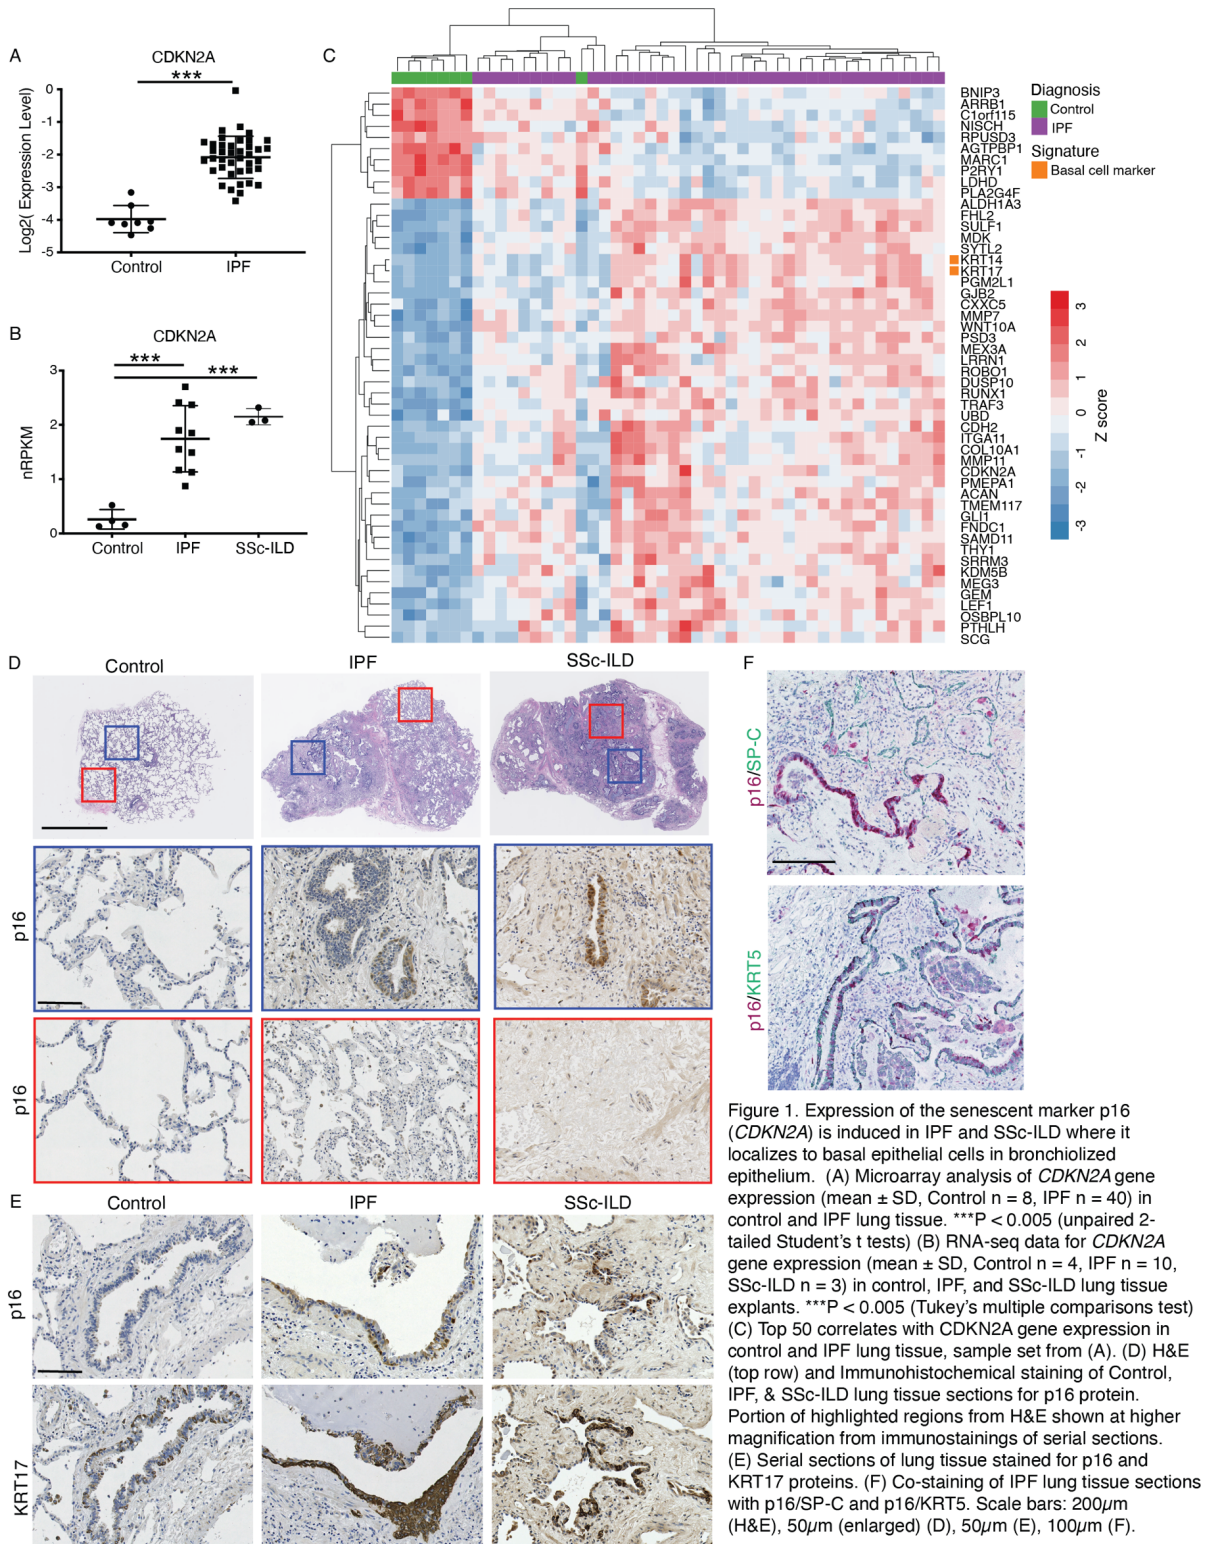 A
CDKN2A
***
Log2( Expression Level)
0
-1
-2
-3
-4
-5
Control
IPF
B
CDKN2A
***
***
nRPKM
3
2
1
0
Control
IPF
SSc-ILD
C
BNIP3
ARRB1
C1orf115
NISCH
RPUSD3
AGTPBP1
MARC1
P2RY1
LDHD
PLA2G4F
ALDH1A3
FHL2
SULF1
MDK
SYTL2
KRT14
KRT17
PGM2L1
GJB2
CXXC5
MMP7
WNT10A
PSD3
MEX3A
LRRN1
ROBO1
DUSP10
RUNX1
TRAF3
UBD
CDH2
ITGA11
COL10A1
MMP11
CDKN2A
PMEPA1
ACAN
TMEM117
GLI1
FNDC1
SAMD11
THY1
SRRM3
KDM5B
MEG3
GEM
LEF1
OSBPL10
PTHLH
SCG
Diagnosis
Control
IPF
Signature
Basal cell marker
3
2
1
0
-1
-2
-3
Z score
D
Control
IPF
SSc-ILD
p16
p16
E
Control
IPF
SSc-ILD
p16
KRT17
F
p16/SP-C
p16/KRT5
Figure 1. Expression of the senescent marker p16
(CDKN2A) is induced in IPF and SSc-ILD where it
localizes to basal epithelial cells in bronchiolized
epithelium. (A) Microarray analysis of CDKN2A gene
expression (mean ± SD, Control n = 8, IPF n = 40) in
control and IPF lung tissue. ***P < 0.005 (unpaired 2-
tailed Student's t tests) (B) RNA-seq data for CDKN2A
gene expression (mean ± SD, Control n = 4, IPF n = 10,
SSc-ILD n = 3) in control, IPF, and SSc-ILD lung tissue
explants. ***P < 0.005 (Tukey's multiple comparisons test)
(C) Top 50 correlates with CDKN2A gene expression in
control and IPF lung tissue, sample set from (A). (D) H&E
(top row) and Immunohistochemical staining of Control,
IPF, & SSc-ILD lung tissue sections for p16 protein.
Portion of highlighted regions from H&E shown at higher
magnification from immunostainings of serial sections.
(E) Serial sections of lung tissue stained for p16 and
KRT17 proteins. (F) Co-staining of IPF lung tissue sections
with p16/SP-C and p16/KRT5. Scale bars: 200µm
(H&E), 50µm (enlarged) (D), 50µm (E), 100µm (F).